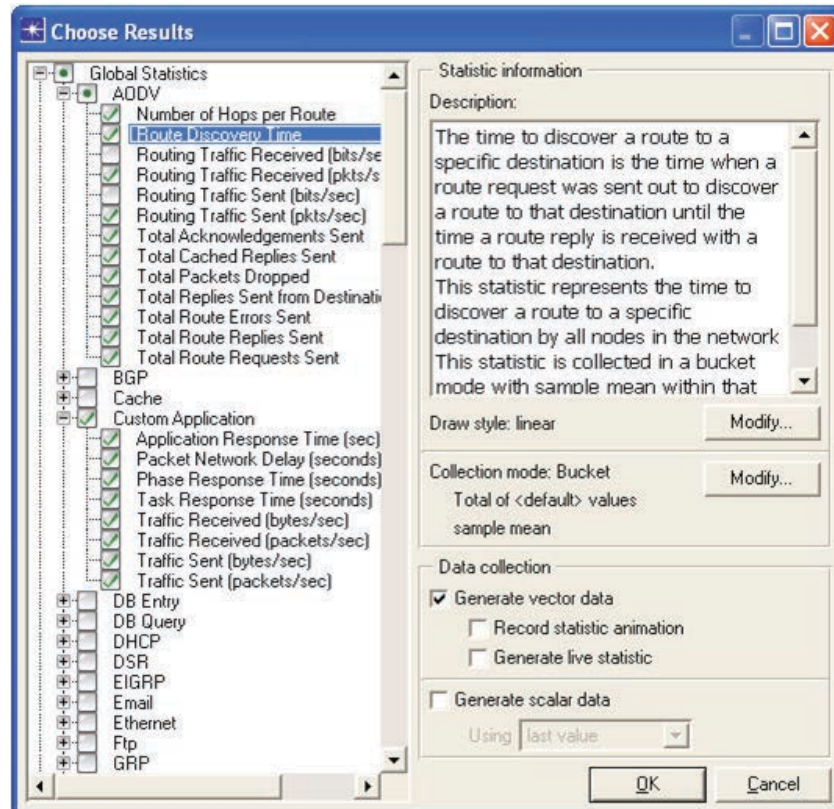 Choose Results
Global Statistics
AODV
Number of Hops per Route
Route Discovery Time
Routing Traffic Received (bits/se
Routing Traffic Received (pkts/s
Routing Traffic Sent (bits/sec)
Routing Traffic Sent (pkts/sec)
Total Acknowledgements Sent
Total Cached Replies Sent
Total Packets Dropped
Total Replies Sent from Destinati
Total Route Errors Sent
Total Route Replies Sent
Total Route Requests Sent
BGP
Cache
Custom Application
Application Response Time (sec)
Packet Network Delay (seconds)
Phase Response Time (seconds)
Task Response Time (seconds)
Traffic Received (bytes/sec)
Traffic Received (packets/sec)
Traffic Sent (bytes/sec)
Traffic Sent (packets/sec)
DB Entry
DB Query
DHCP
DSR
EIGRP
Email
Ethernet
Ftp
GRP
Statistic information
Description:
The time to discover a route to a
specific destination is the time when a
route request was sent out to discover
a route to that destination until the
time a route reply is received with a
route to that destination.
This statistic represents the time to
discover a route to a specific
destination by all nodes in the network
This statistic is collected in a bucket
mode with sample mean within that
Draw style: linear
Modify...
Collection mode: Bucket
Modify...
Total of <default> values
sample mean
Data collection
Generate vector data
Record statistic animation
Generate live statistic
Generate scalar data
Using last value
OK
Cancel